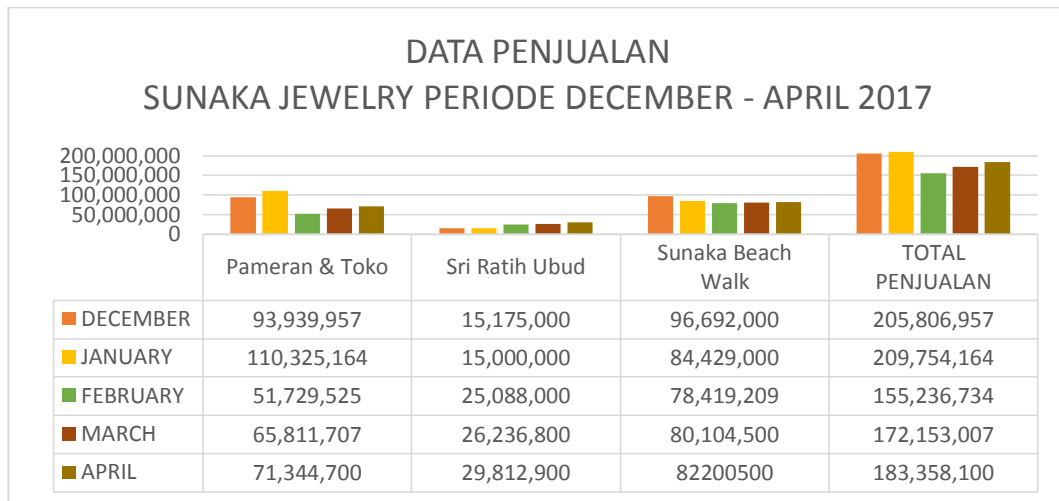 DATA PENJUALAN
SUNAKA JEWELRY PERIODE DECEMBER - APRIL 2017
200,000,000
150,000,000
100,000,000
50,000,000
0
Pameran & Toko Sri Ratih Ubud Sunaka Beach Walk TOTAL PENJUALAN
DECEMBER 93,939,957 15,175,000 96,692,000 205,806,957
JANUARY 110,325,164 15,000,000 84,429,000 209,754,164
FEBRUARY 51,729,525 25,088,000 78,419,209 155,236,734
MARCH 65,811,707 26,236,800 80,104,500 172,153,007
APRIL 71,344,700 29,812,900 82200500 183,358,100